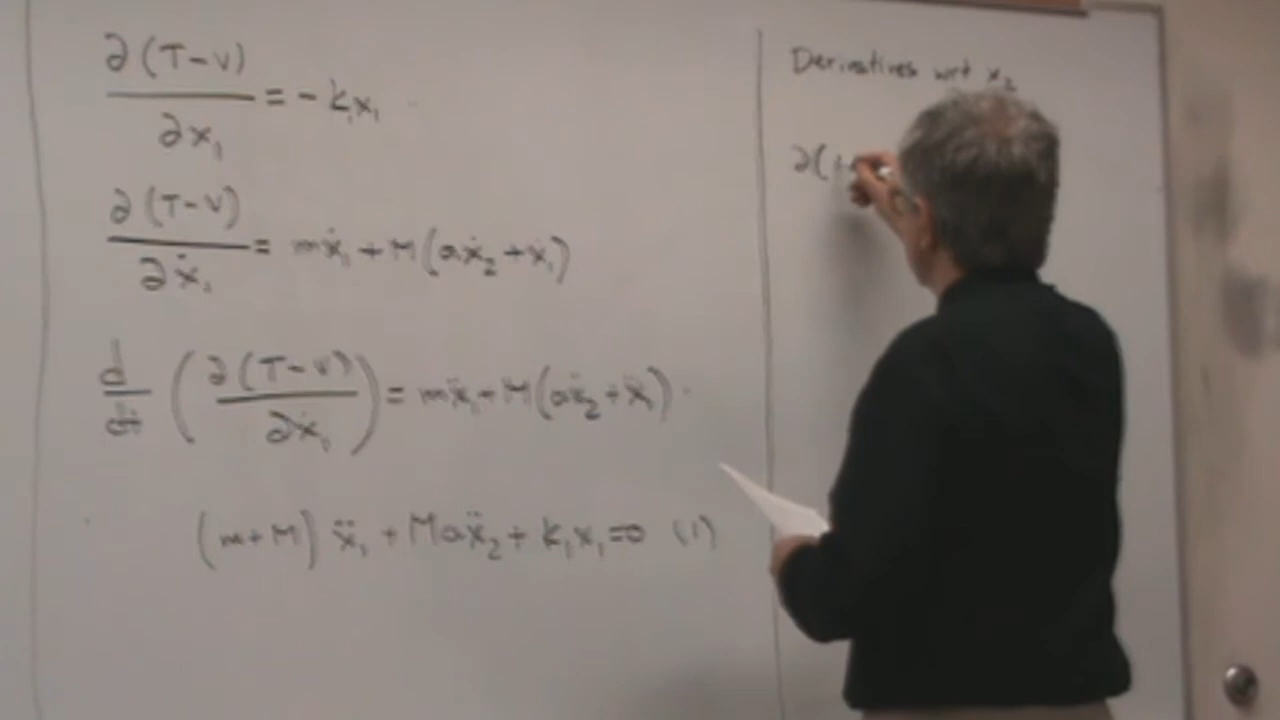 ∂(T-V)
∂x₁
= - k₁x₁
∂(T-V)
∂ẋ₁
= mẋ₁ + M(aẋ₂ + ẋ₁)
d/dt (∂(T-V)/∂ẋ₁) = mẍ₁ + M(aẍ₂ + ẍ₁)
(m+M) ẍ₁ + Maẍ₂ + k₁x₁ = 0 (1)
Derivatives wrt x₂
∂(